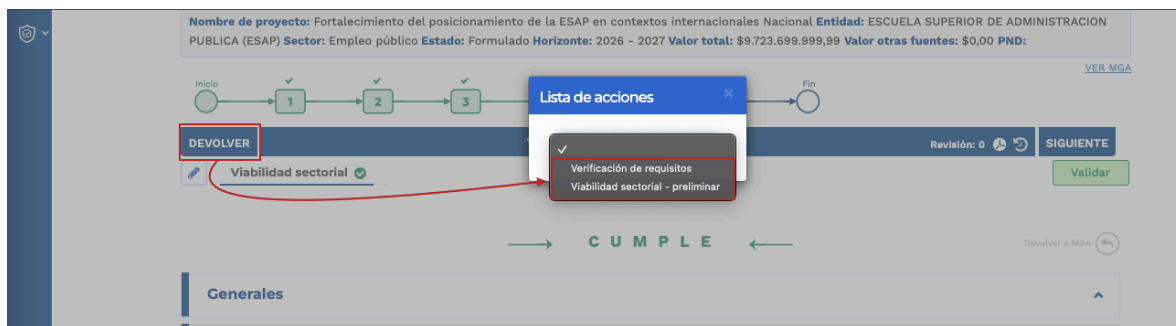 Nombre de proyecto: Fortalecimiento del posicionamiento de la ESAP en contextos internacionales Nacional Entidad: ESCUELA SUPERIOR DE ADMINISTRACION
PUBLICA (ESAP) Sector: Empleo público Estado: Formulado Horizonte: 2026 - 2027 Valor total: $9.723.699.999,99 Valor otras fuentes: $0,00 PND:
VER MGA
Inicio
1
2
3
Fin
Lista de acciones
DEVOLVER
Revisión: 0
SIGUIENTE
Verificación de requisitos
Viabilidad sectorial - preliminar
Viabilidad sectorial
Validar
CUMPLE
Devolver a MGA
Generales